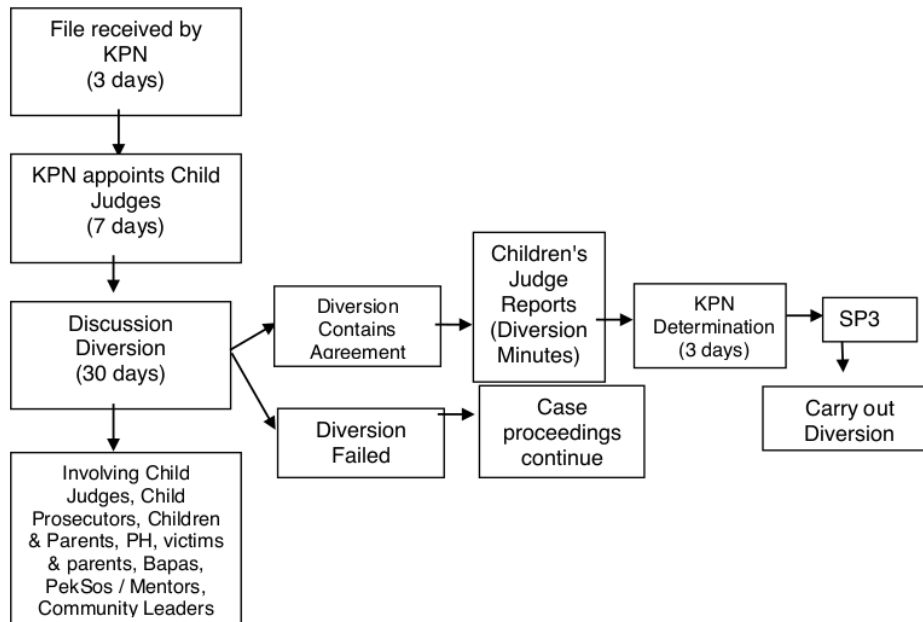 File received by
KPN
(3 days)
KPN appoints Child
Judges
(7 days)
Discussion
Diversion
(30 days)
Involving Child
Judges, Child
Prosecutors, Children
& Parents, PH, victims
& parents, Bapas,
PekSos / Mentors,
Community Leaders
Diversion
Contains
Agreement
Children's
Judge
Reports
(Diversion
Minutes)
KPN
Determination
(3 days)
SP3
Carry out
Diversion
Diversion
Failed
Case
proceedings
continue